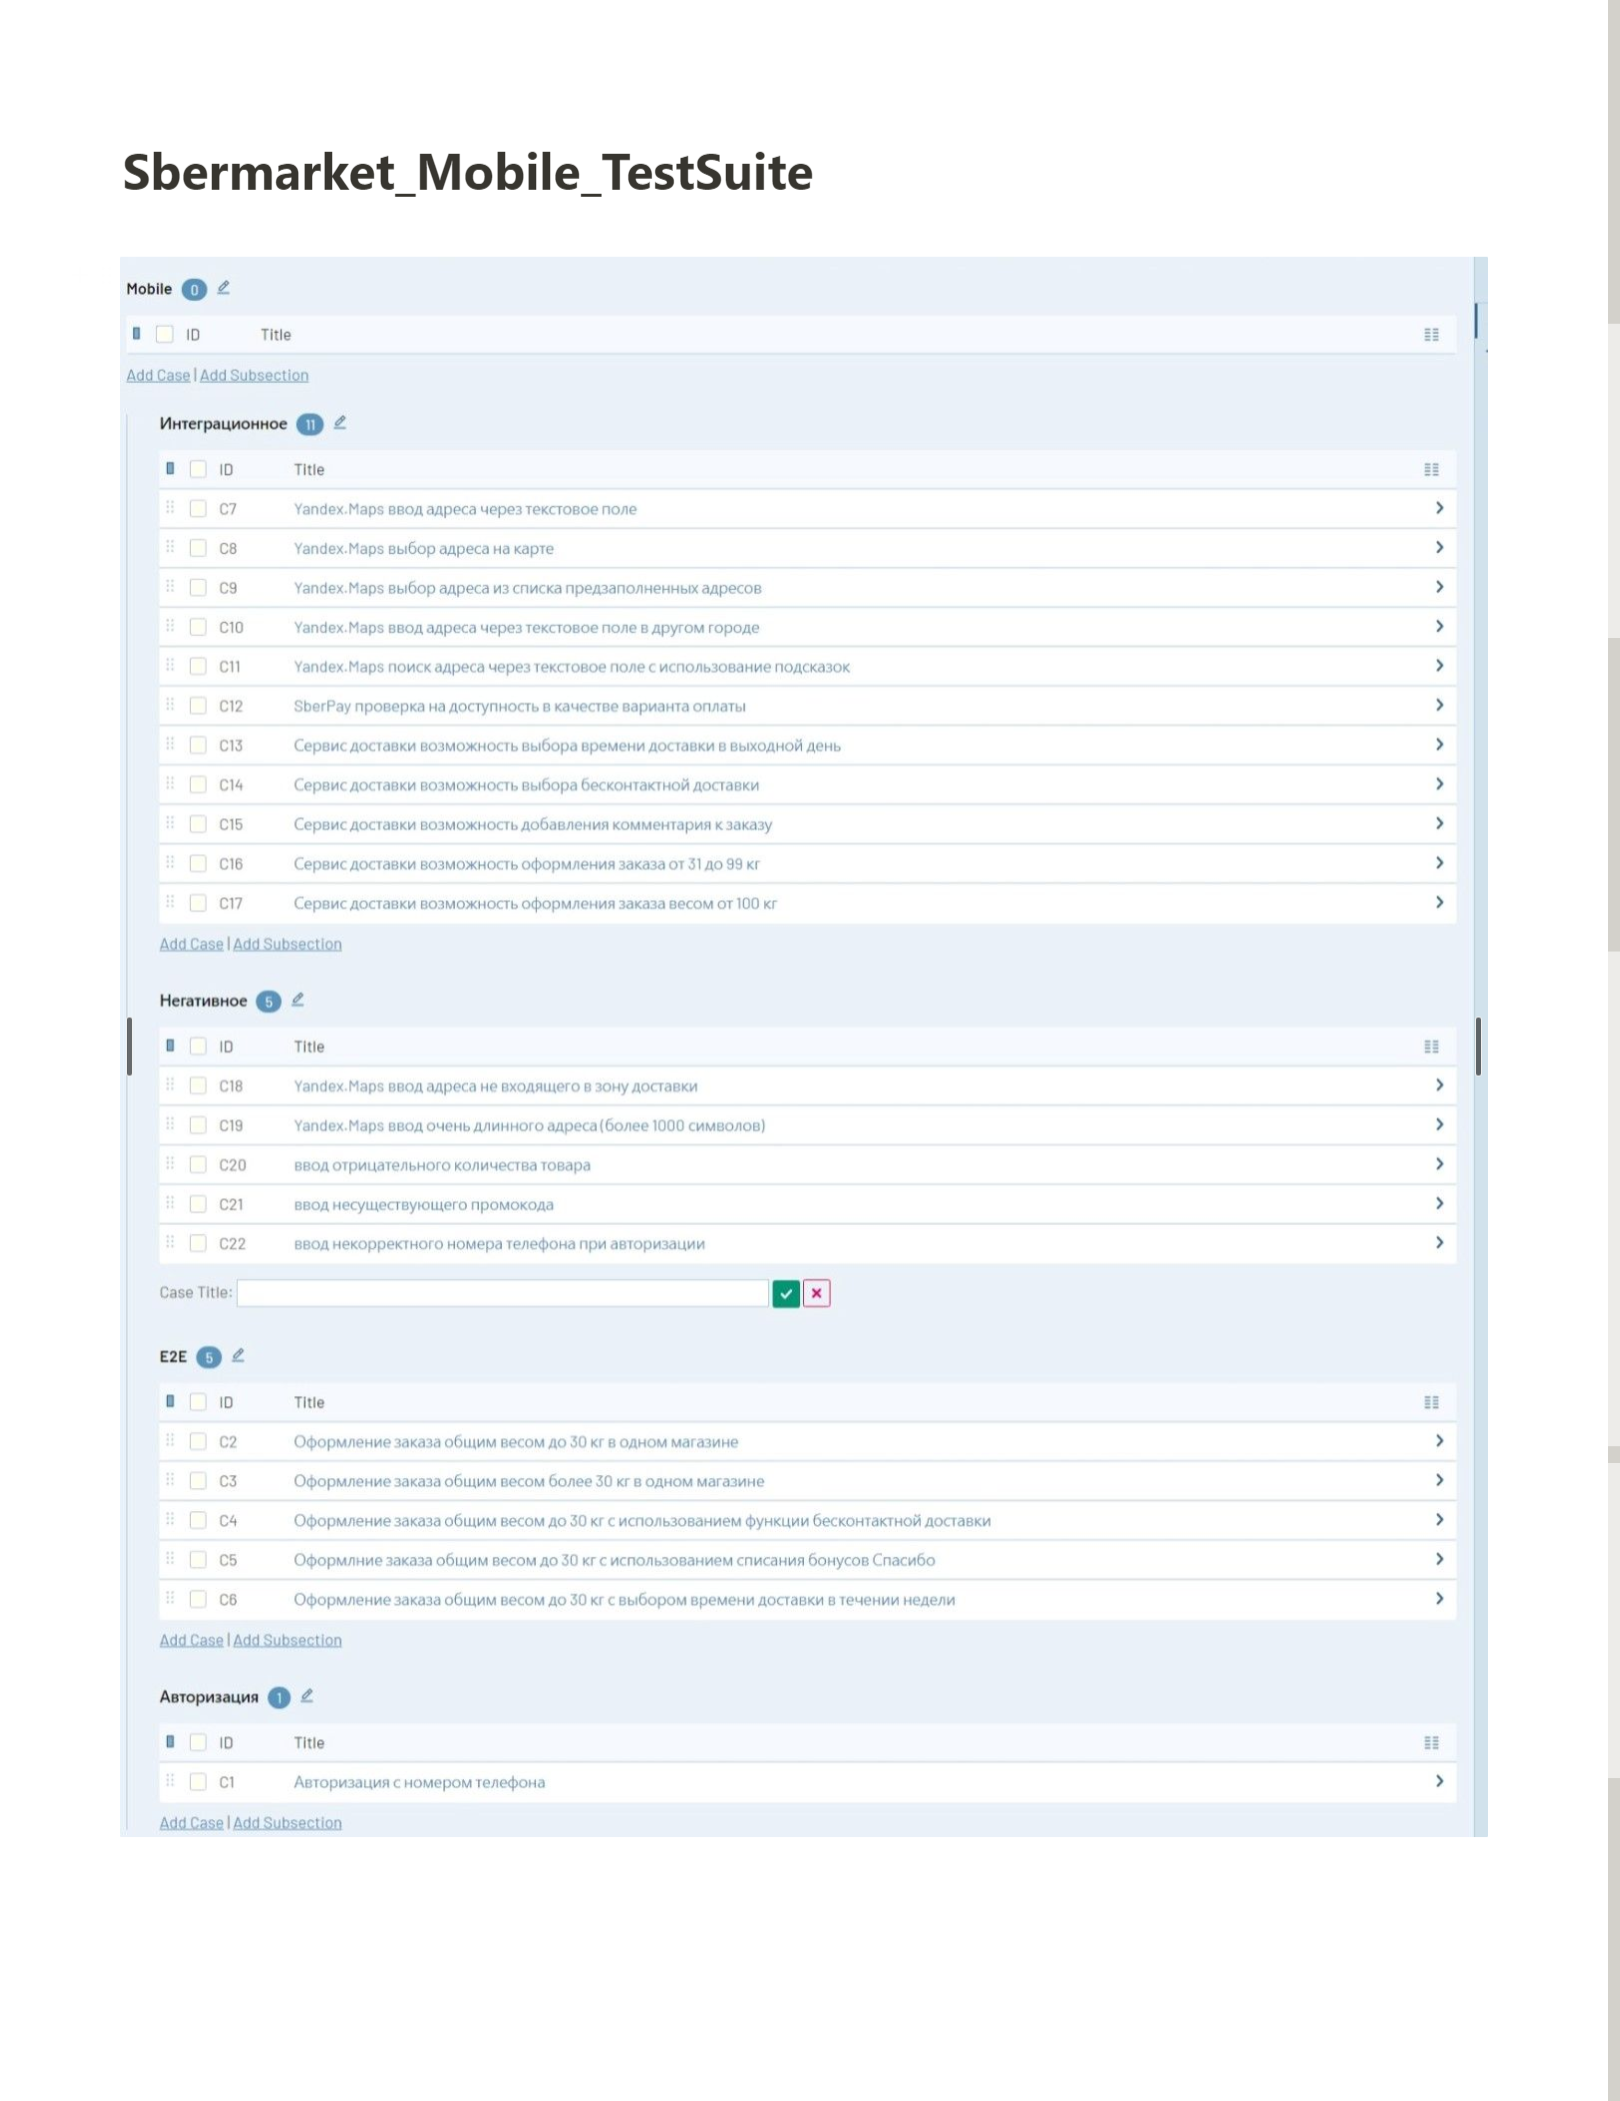 Sbermarket_Mobile_TestSuite
Mobile 0
ID Title
Add Case | Add Subsection
Интеграционное 11
ID Title
C7 Yandex.Maps ввод адреса через текстовое поле
C8 Yandex.Maps выбор адреса на карте
C9 Yandex.Maps выбор адреса из списка предзаполненных адресов
C10 Yandex.Maps ввод адреса через текстовое поле в другом городе
C11 Yandex.Maps поиск адреса через текстовое поле с использование подсказок
C12 SberPay проверка на доступность в качестве варианта оплаты
C13 Сервис доставки возможность выбора времени доставки в выходной день
C14 Сервис доставки возможность выбора бесконтактной доставки
C15 Сервис доставки возможность добавления комментария к заказу
C16 Сервис доставки возможность оформления заказа от 31 до 99 кг
C17 Сервис доставки возможность оформления заказа весом от 100 кг
Add Case | Add Subsection
Негативное 5
ID Title
C18 Yandex.Maps ввод адреса не входящего в зону доставки
C19 Yandex.Maps ввод очень длинного адреса (более 1000 символов)
C20 ввод отрицательного количества товара
C21 ввод несуществующего промокода
C22 ввод некорректного номера телефона при авторизации
Case Title:
E2E 5
ID Title
C2 Оформление заказа общим весом до 30 кг в одном магазине
C3 Оформление заказа общим весом более 30 кг в одном магазине
C4 Оформление заказа общим весом до 30 кг с использованием функции бесконтактной доставки
C5 Оформлние заказа общим весом до 30 кг с использованием списания бонусов Спасибо
C6 Оформление заказа общим весом до 30 кг с выбором времени доставки в течении недели
Add Case | Add Subsection
Авторизация 1
ID Title
C1 Авторизация с номером телефона
Add Case | Add Subsection